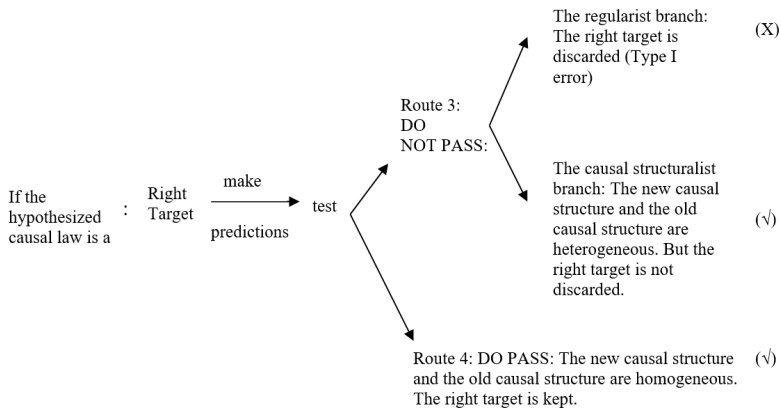 The regularist branch:
The right target is
discarded (Type I
error)
(X)
Route 3:
DO
NOT PASS:
If the
hypothesized
causal law is a
:
Right
Target
make
predictions
test
The causal structuralist
branch: The new causal
structure and the old
causal structure are
heterogeneous. But the
right target is not
discarded.
(√)
Route 4: DO PASS: The new causal structure
and the old causal structure are homogeneous.
The right target is kept.
(√)